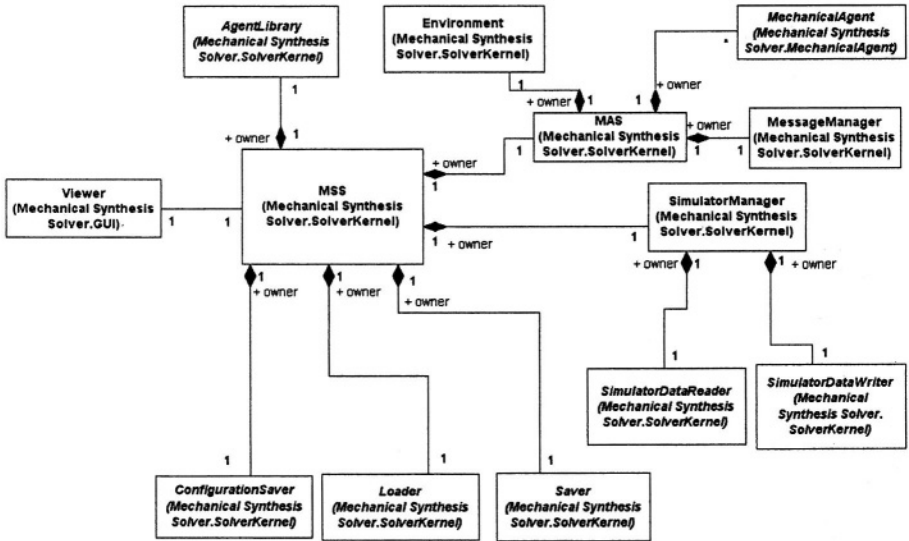 AgentLibrary
(Mechanical Synthesis
Solver.SolverKernel)
1
+ owner
1
Environment
(Mechanical Synthesis
Solver.SolverKernel)
1
+ owner
1
MechanicalAgent
(Mechanical Synthesis
Solver.MechanicalAgent)
*
+ owner
1
MAS
(Mechanical Synthesis
Solver.SolverKernel)
1
+ owner
1
1
MessageManager
(Mechanical Synthesis
Solver.SolverKernel)
Viewer
(Mechanical Synthesis
Solver.GUI)
1
1
MSS
(Mechanical Synthesis
Solver.SolverKernel)
+ owner
1
1
+ owner
1
SimulatorManager
(Mechanical Synthesis
Solver.SolverKernel)
1
+ owner
1
+ owner
1
+ owner
1
+ owner
1
+ owner
1
1
SimulatorDataReader
(Mechanical Synthesis
Solver.SolverKernel)
SimulatorDataWriter
(Mechanical
Synthesis Solver.
SolverKernel)
1
1
1
ConfigurationSaver
(Mechanical Synthesis
Solver.SolverKernel)
Loader
(Mechanical Synthesis
Solver.SolverKernel)
Saver
(Mechanical Synthesis
Solver.SolverKernel)